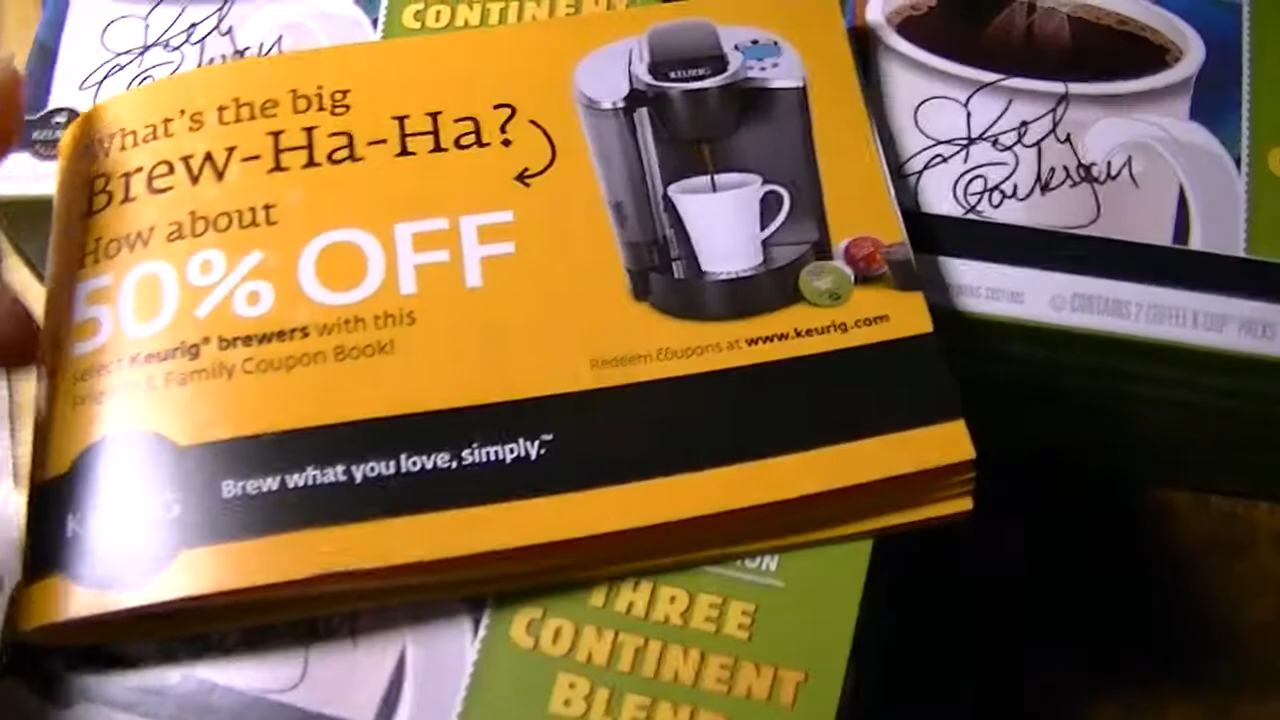 CONTINENT
KEURIG
What's the big
Brew-Ha-Ha?
How about
50% OFF
Select Keurig® brewers with this
Friends & Family Coupon Book!
Redeem coupons at www.keurig.com
Brew what you love, simply.™
CONTAINS 2 COFFEE K-CUP PACKS
THREE
CONTINENT
BLEND